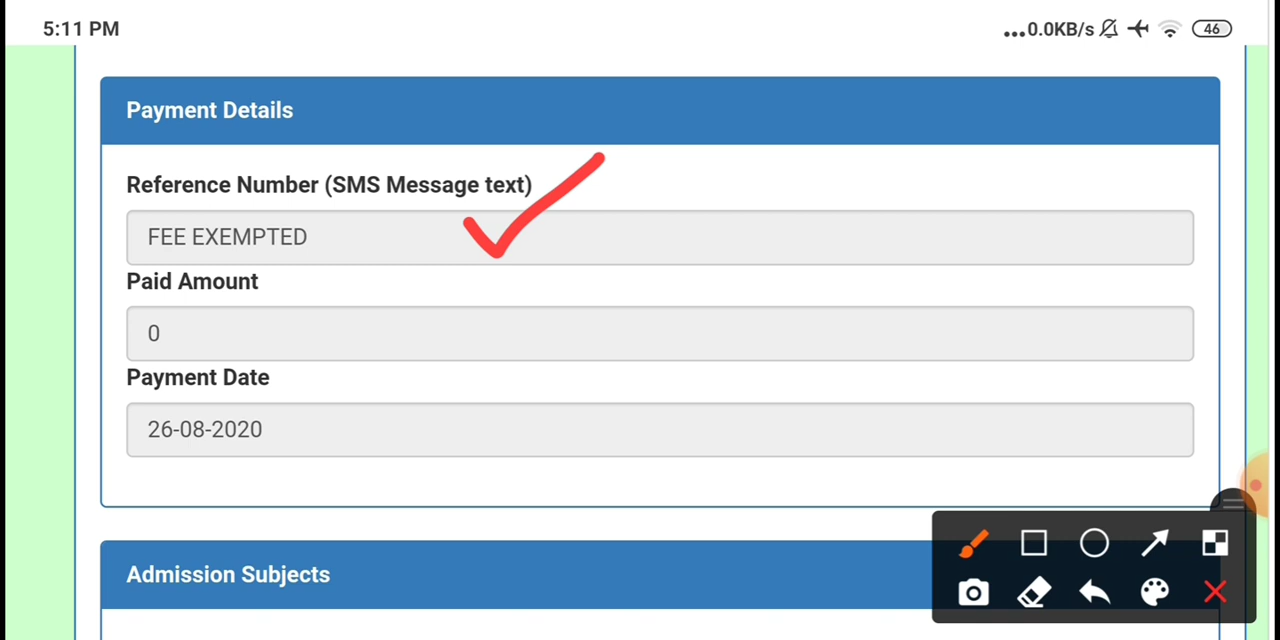 5:11 PM
...0.0KB/s 46
Payment Details
Reference Number (SMS Message text)
FEE EXEMPTED
Paid Amount
0
Payment Date
26-08-2020
Admission Subjects